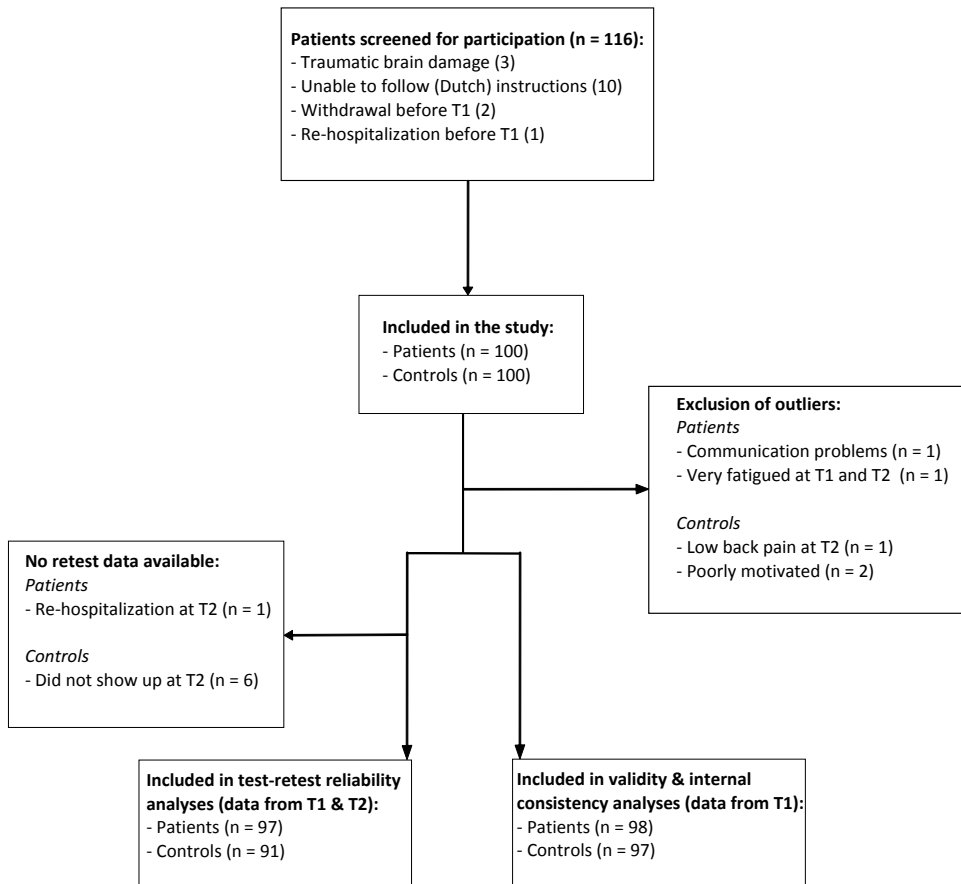 Patients screened for participation (n = 116):
- Traumatic brain damage (3)
- Unable to follow (Dutch) instructions (10)
- Withdrawal before T1 (2)
- Re-hospitalization before T1 (1)
Included in the study:
- Patients (n = 100)
- Controls (n = 100)
Exclusion of outliers:
Patients
- Communication problems (n = 1)
- Very fatigued at T1 and T2 (n = 1)
Controls
- Low back pain at T2 (n = 1)
- Poorly motivated (n = 2)
No retest data available:
Patients
- Re-hospitalization at T2 (n = 1)
Controls
- Did not show up at T2 (n = 6)
Included in test-retest reliability
analyses (data from T1 & T2):
- Patients (n = 97)
- Controls (n = 91)
Included in validity & internal
consistency analyses (data from T1):
- Patients (n = 98)
- Controls (n = 97)